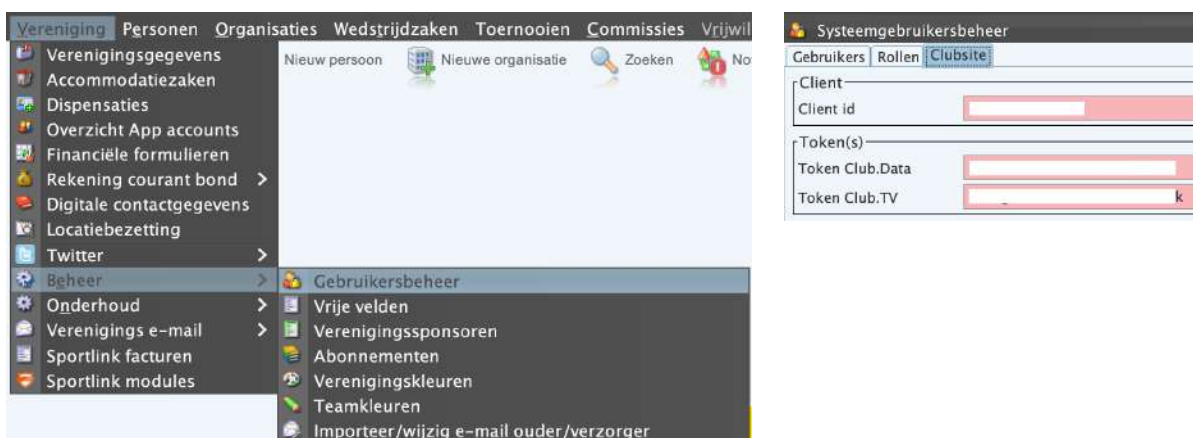 Vereniging Personen Organisaties Wedstrijdzaken Toernooien Commissies Vrijwil
Verenigingsgegevens
Accommodatiezaken
Dispensaties
Overzicht App accounts
Financiële formulieren
Rekening courant bond >
Digitale contactgegevens
Locatiebezetting
Twitter >
Beheer >
Onderhoud >
Verenigings e-mail >
Sportlink facturen
Sportlink modules
Nieuw persoon Nieuwe organisatie Zoeken No
Gebruikersbeheer
Vrije velden
Verenigingssponsoren
Abonnementen
Verenigingskleuren
Teamkleuren
Importeer/wijzig e-mail ouder/verzorger
Systeemgebruikersbeheer
Gebruikers Rollen Clubsite
Client
Client id
Token(s)
Token Club.Data
Token Club.TV k